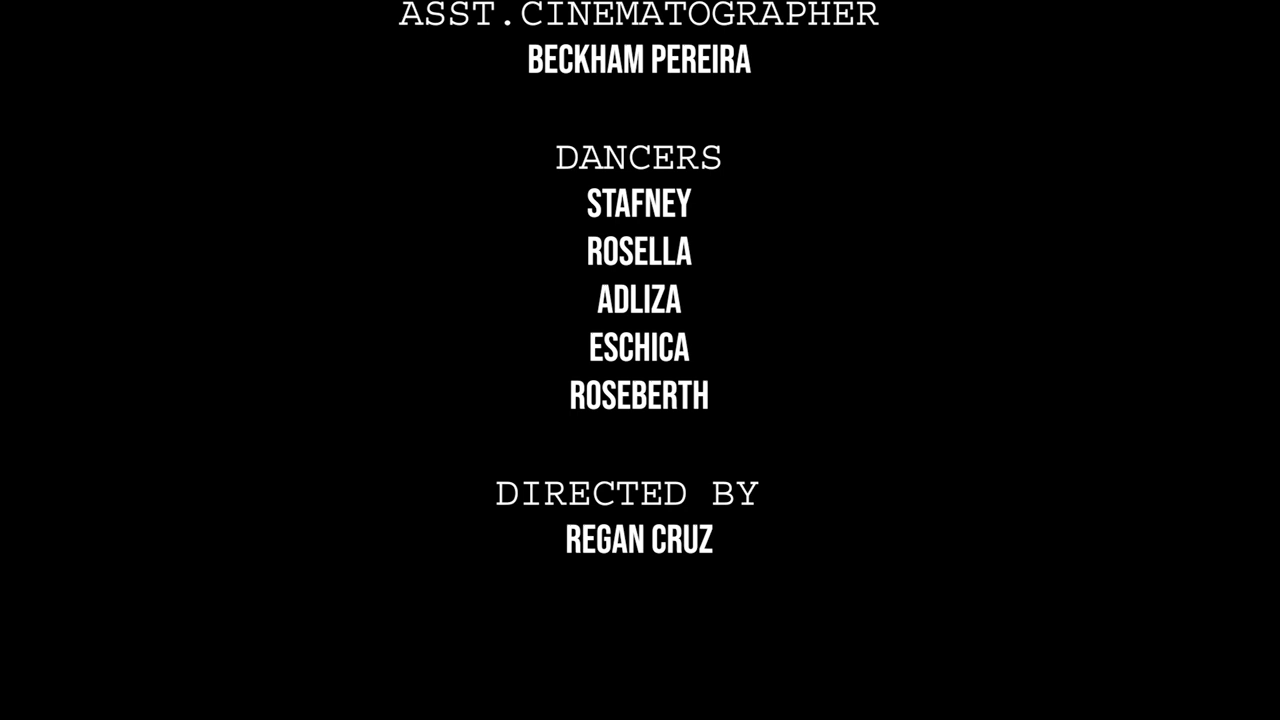 ASST.CINEMATOGRAPHER
BECKHAM PEREIRA
DANCERS
STAFNEY
ROSELLA
ADLIZA
ESCHICA
ROSEBERTH
DIRECTED BY
REGAN CRUZ